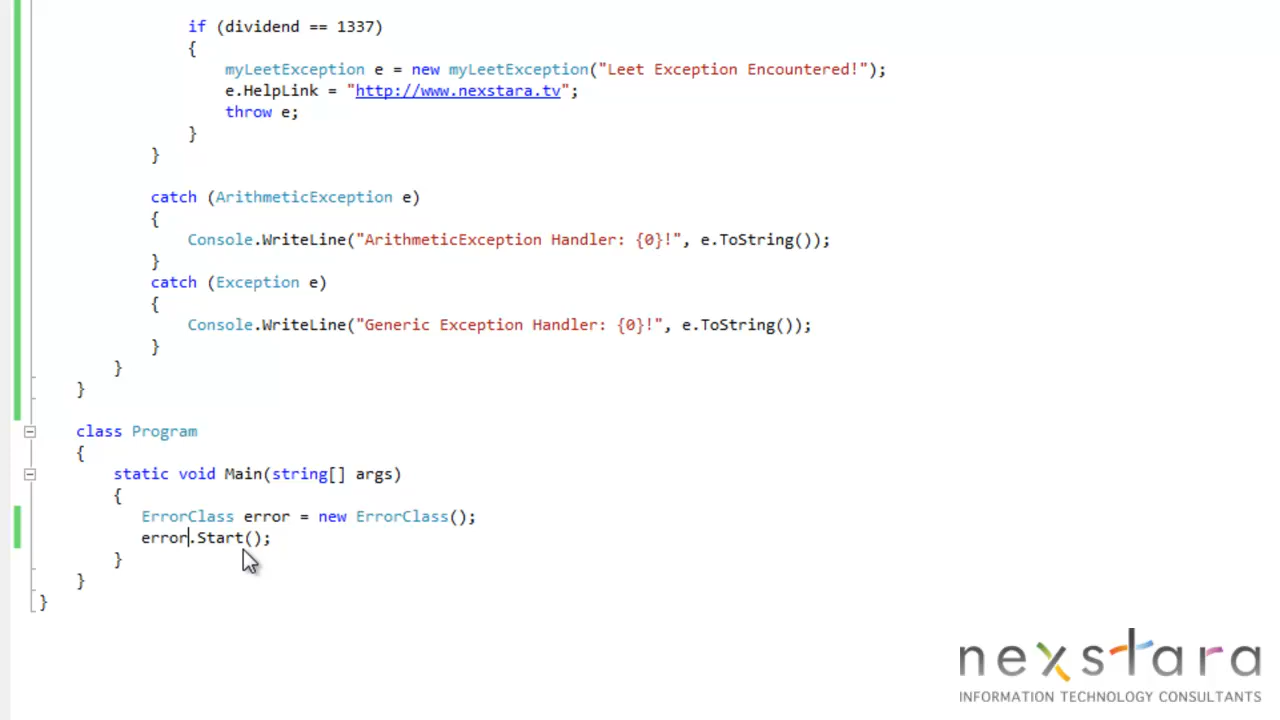 if (dividend == 1337)
{
myLeetException e = new myLeetException("Leet Exception Encountered!");
e.HelpLink = "http://www.nexstara.tv";
throw e;
}
}
catch (ArithmeticException e)
{
Console.WriteLine("ArithmeticException Handler: {0}!", e.ToString());
}
catch (Exception e)
{
Console.WriteLine("Generic Exception Handler: {0}!", e.ToString());
}
}
}
class Program
{
static void Main(string[] args)
{
ErrorClass error = new ErrorClass();
error.Start();
}
}
}
nexstara
INFORMATION TECHNOLOGY CONSULTANTS